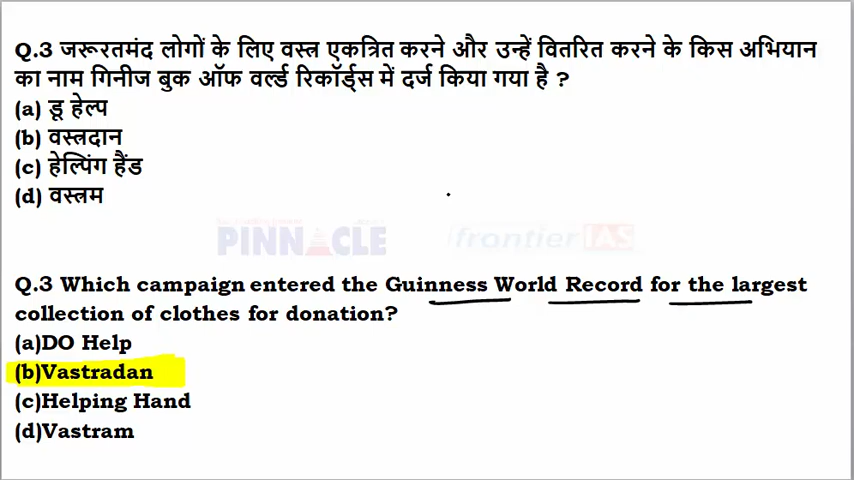 Q.3 जरूरतमंद लोगों के लिए वस्त्र एकत्रित करने और उन्हें वितरित करने के किस अभियान
का नाम गिनीज बुक ऑफ वर्ल्ड रिकॉर्ड्स में दर्ज किया गया है ?
(a) डू हेल्प
(b) वस्त्रदान
(c) हेल्पिंग हैंड
(d) वस्त्रम
PINNACLE
frontierIAS
Q.3 Which campaign entered the Guinness World Record for the largest
collection of clothes for donation?
(a)DO Help
(b)Vastradan
(c)Helping Hand
(d)Vastram